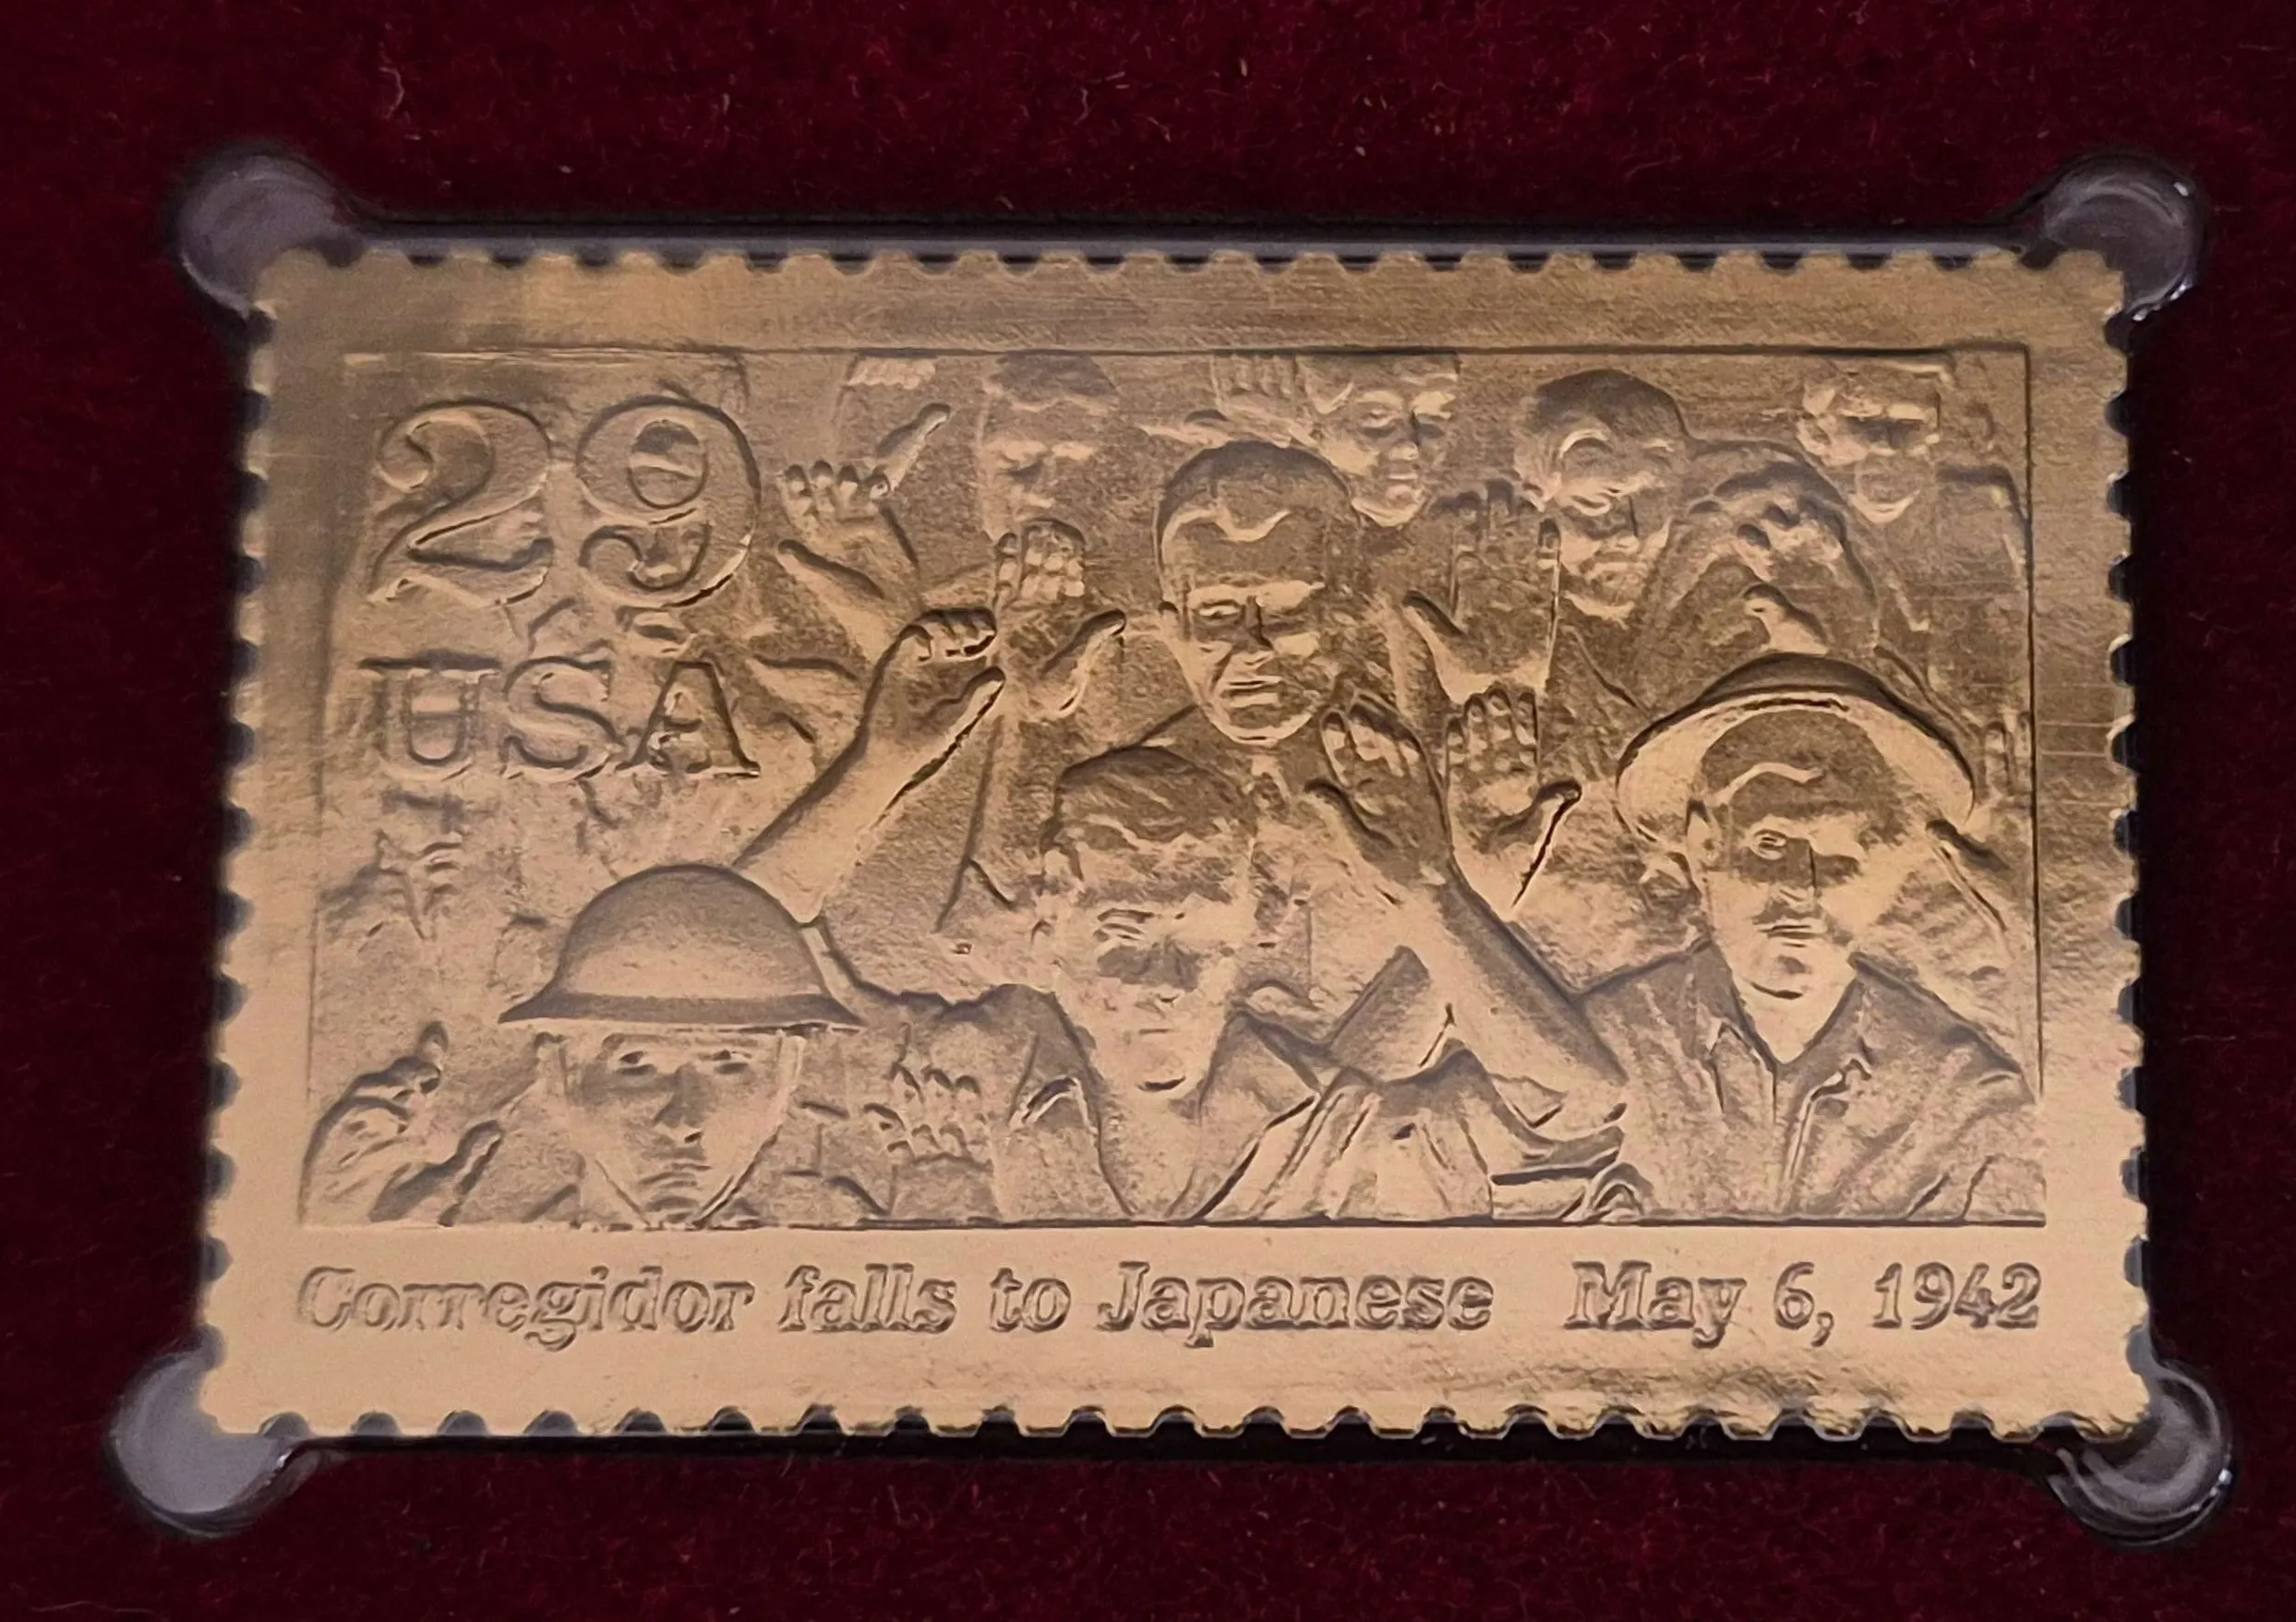 29
USA
Corregidor falls to Japanese May 6, 1942